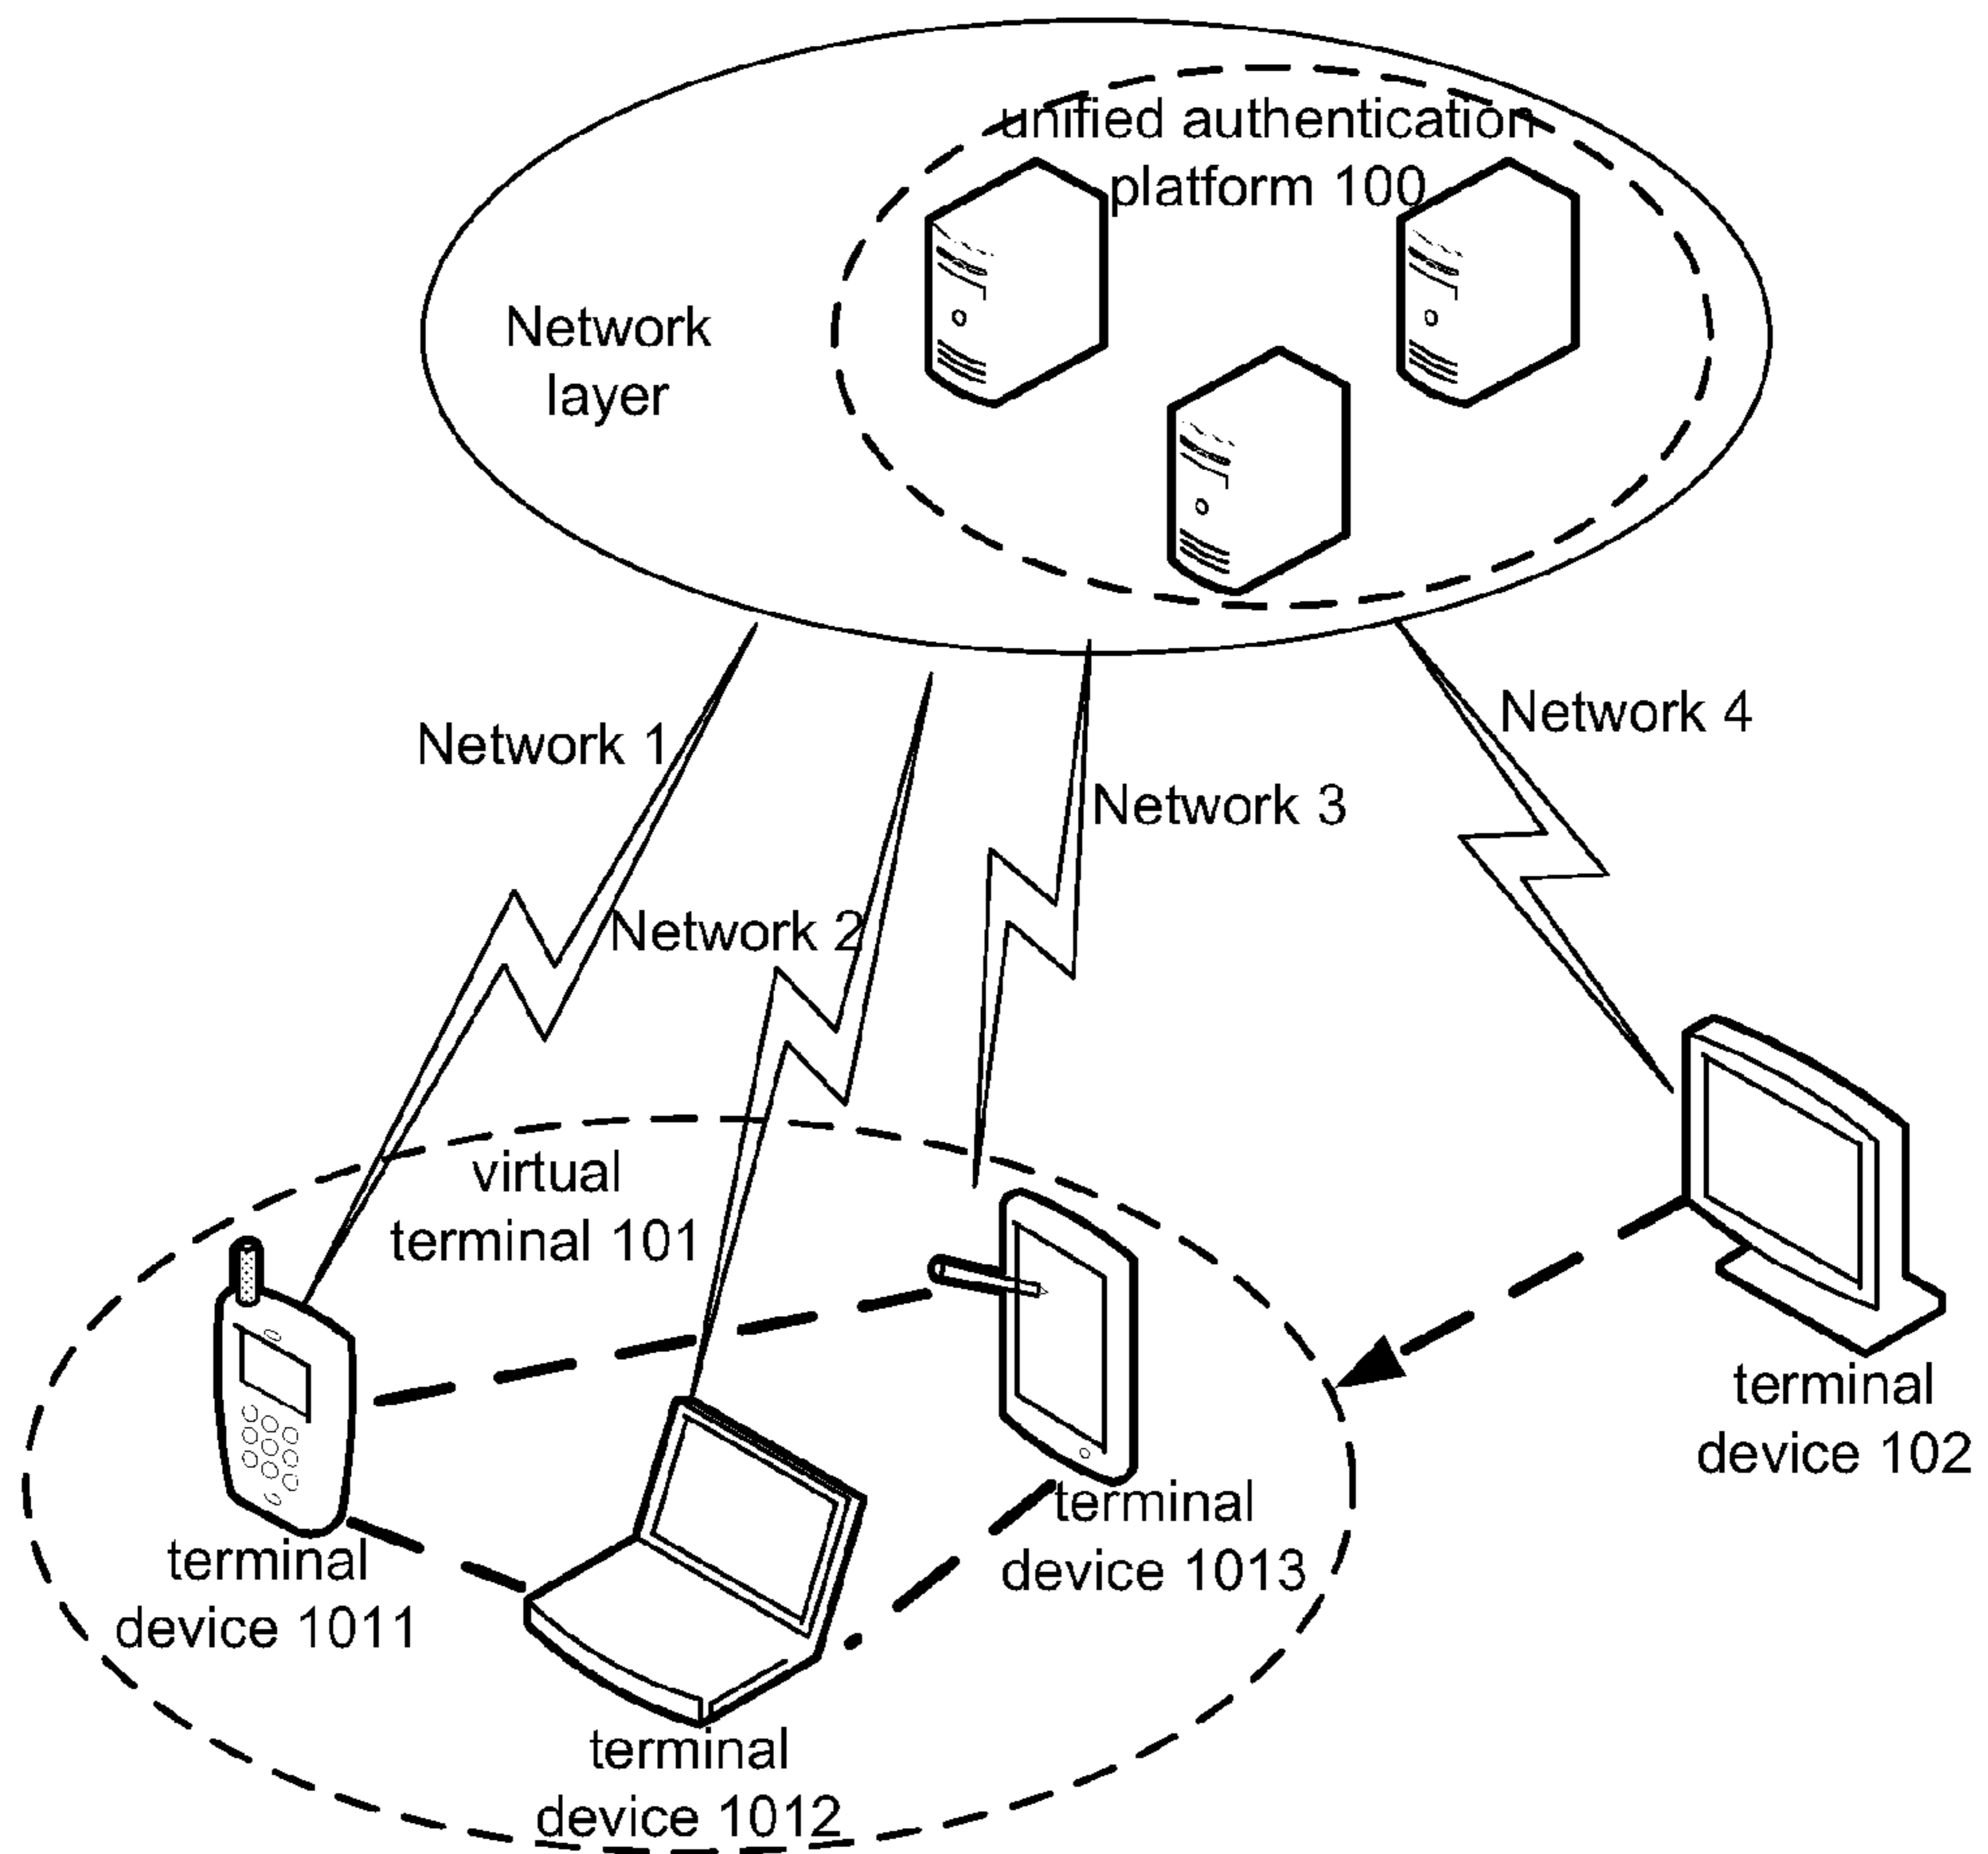 unified authentication
platform 100
Network
layer
Network 1
Network 4
Network 3
Network 2
virtual
terminal 101
terminal
device 102
terminal
device 1013
terminal
device 1011
terminal
device 1012